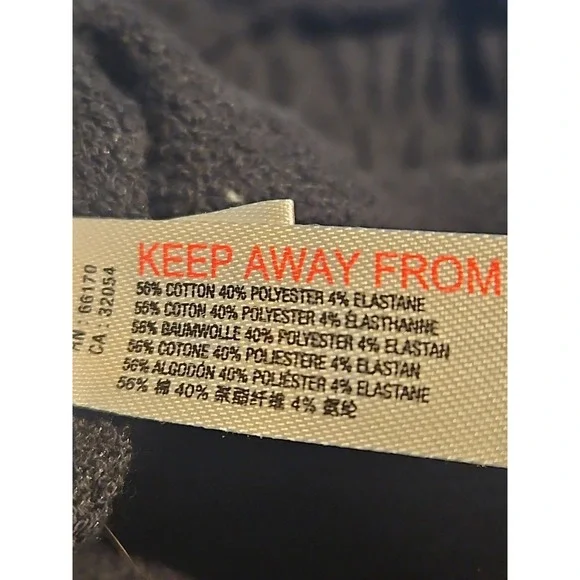 KEEP AWAY FROM
56% COTTON 40% POLYESTER 4% ELASTANE
56% COTON 40% POLYESTER 4% ÉLASTHANNE
56% BAUMWOLLE 40% POLYESTER 4% ELASTAN
56% COTONE 40% POLIESTERE 4% ELASTAN
56% ALGODÓN 40% POLIÉSTER 4% ELASTANE
56% 棉 40% 聚酯纤维 4% 氨纶
RN 66170
CA : 32054